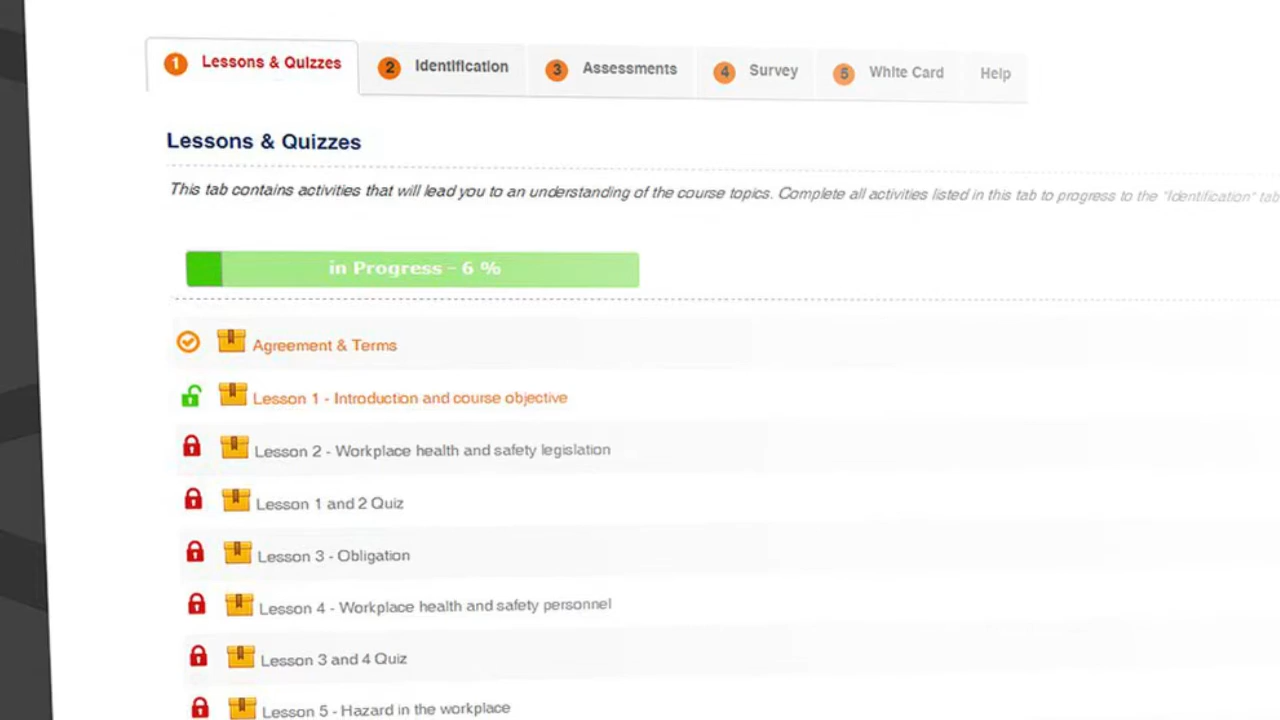 1 Lessons & Quizzes 2 Identification 3 Assessments 4 Survey 5 White Card Help
Lessons & Quizzes
This tab contains activities that will lead you to an understanding of the course topics. Complete all activities listed in this tab to progress to the "Identification" tab
in Progress - 6 %
Agreement & Terms
Lesson 1 - Introduction and course objective
Lesson 2 - Workplace health and safety legislation
Lesson 1 and 2 Quiz
Lesson 3 - Obligation
Lesson 4 - Workplace health and safety personnel
Lesson 3 and 4 Quiz
Lesson 5 - Hazard in the workplace